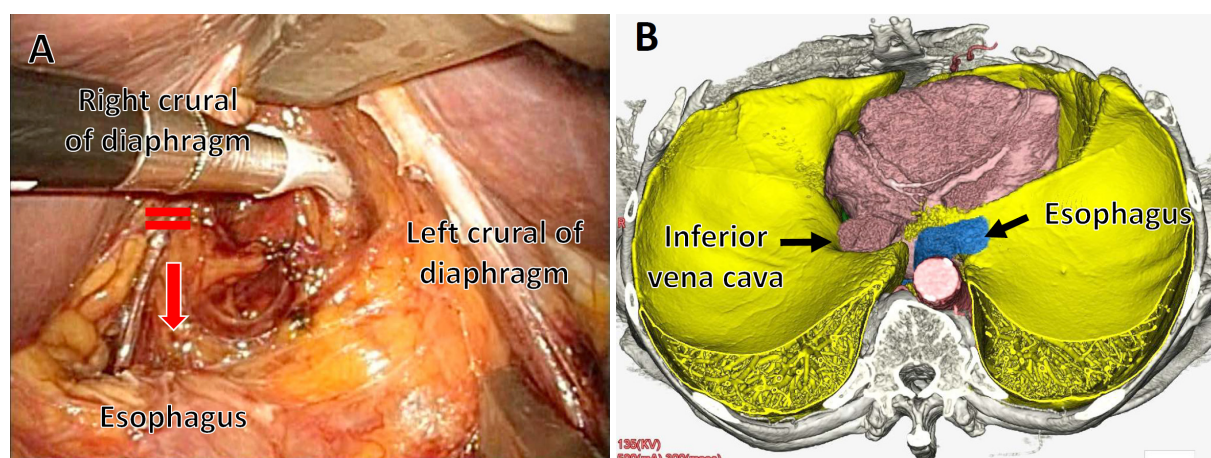 A
Right crural
of diaphragm
Left crural of
diaphragm
Esophagus
B
Esophagus
Inferior
vena cava
135(KV)